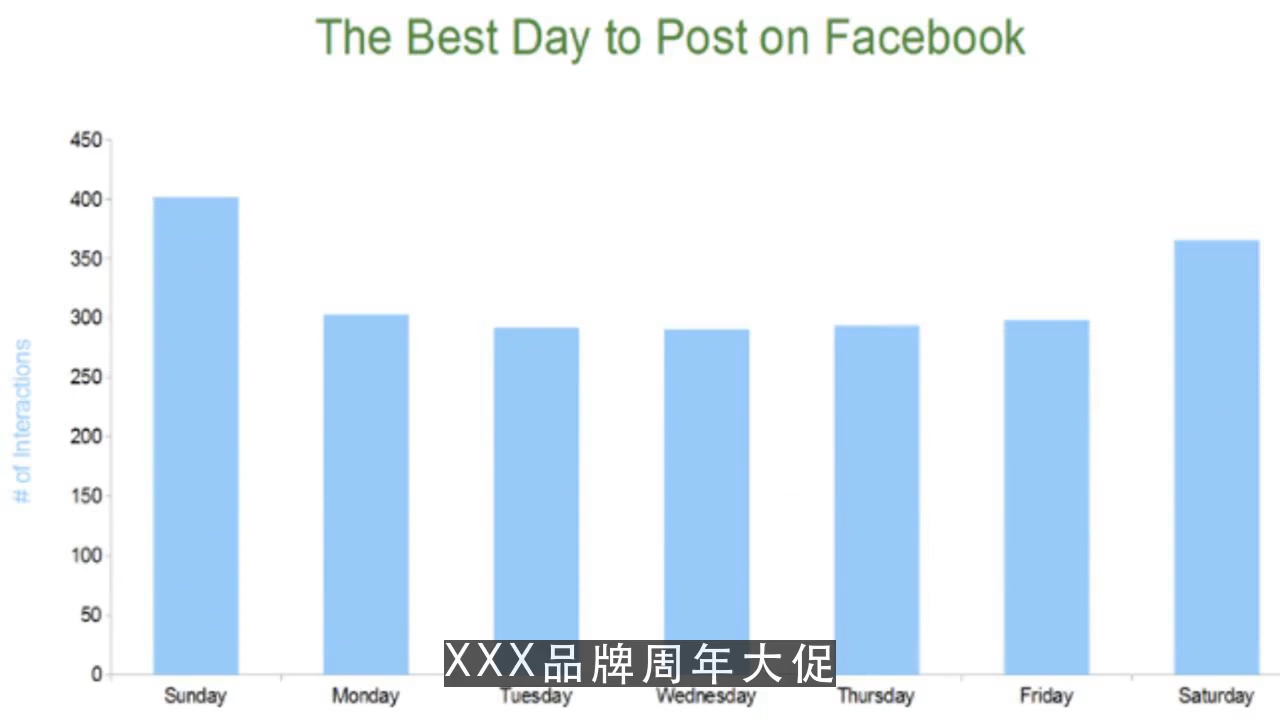 The Best Day to Post on Facebook
# of Interactions
450
400
350
300
250
200
150
100
50
0
XXX品牌周年大促
Sunday Monday Tuesday Wednesday Thursday Friday Saturday